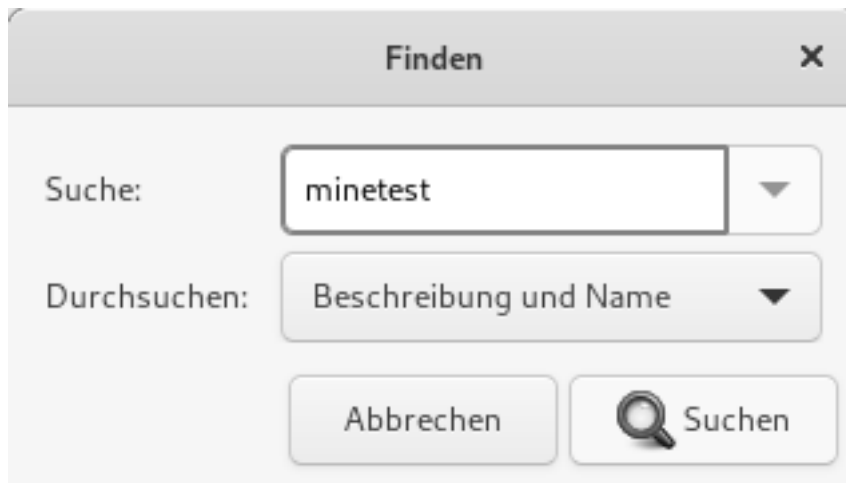 Finden
Suche: minetest
Durchsuchen: Beschreibung und Name
Abbrechen Suchen